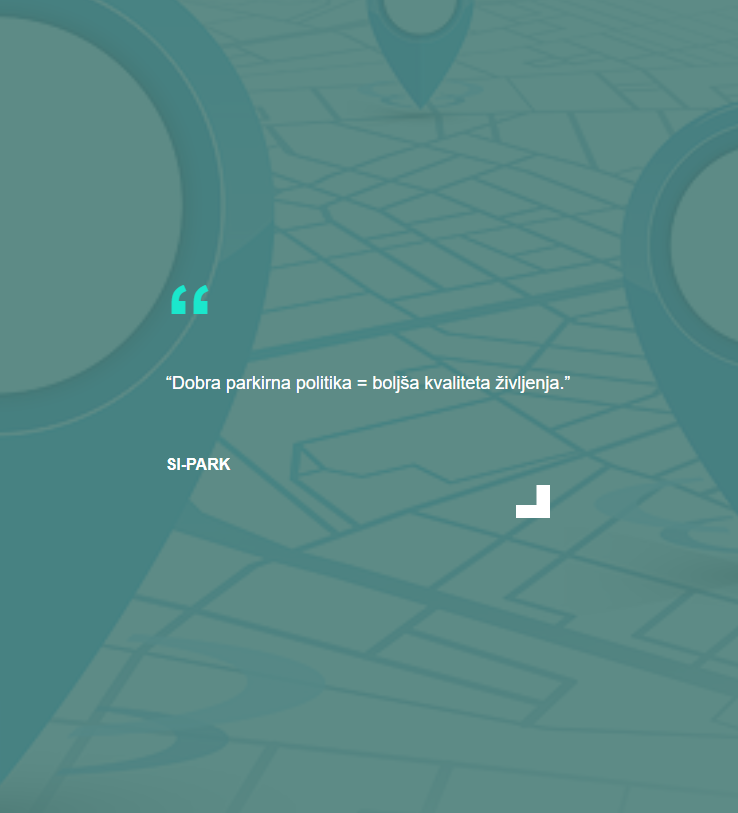 “Dobra parkirna politika = boljša kvaliteta življenja.”
SI-PARK